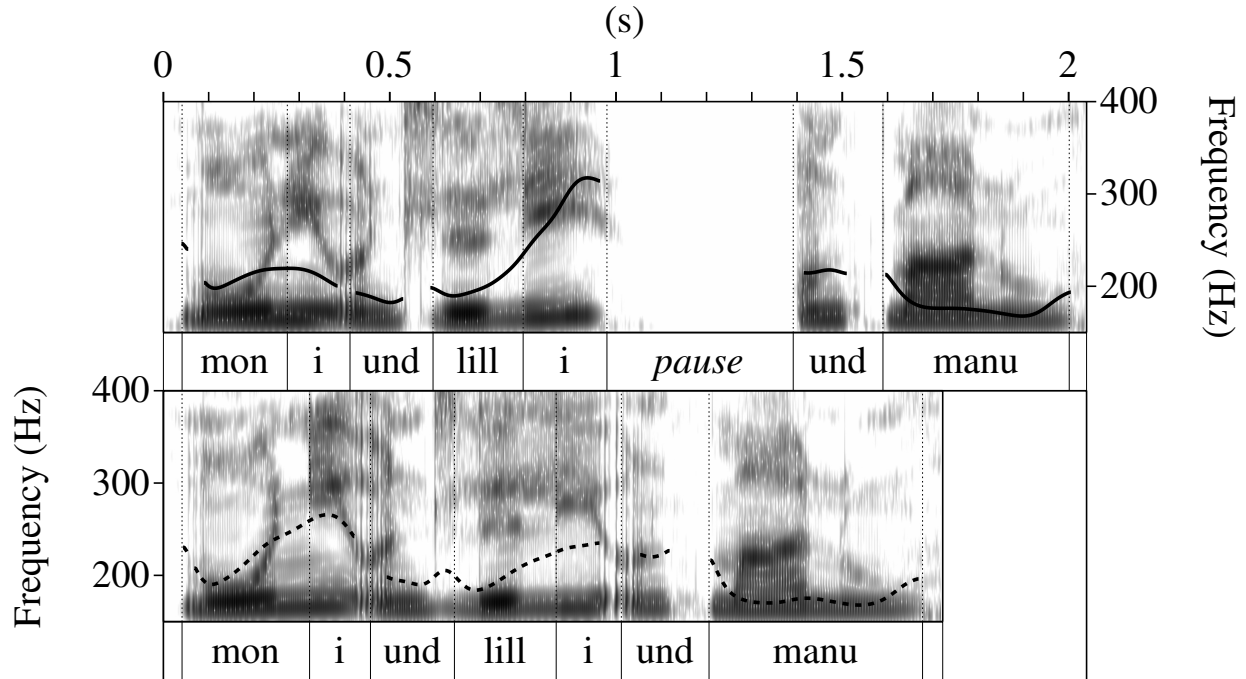 (s)
0 0.5 1 1.5 2
400
300
200
Frequency (Hz)
mon i und lill i pause und manu
400
300
200
Frequency (Hz)
mon i und lill i und manu